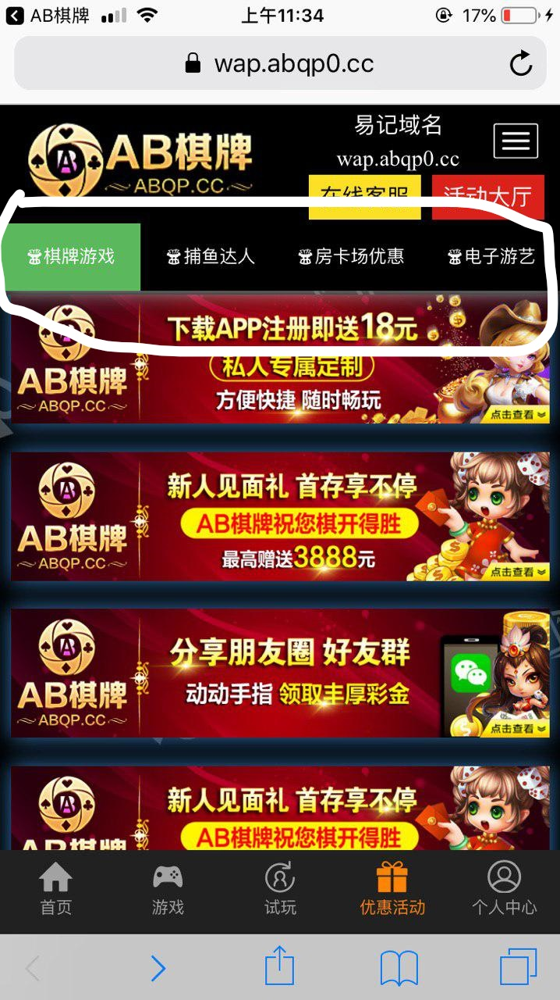 AB棋牌
上午11:34
17%
wap.abqp0.cc
AB棋牌
ABQP.CC
易记域名
wap.abqp0.cc
在线客服
活动大厅
棋牌游戏
捕鱼达人
房卡场优惠
电子游艺
AB棋牌
ABQP.CC
下载APP注册即送18元
私人专属定制
方便快捷 随时畅玩
点击查看
AB棋牌
ABQP.CC
新人见面礼 首存享不停
AB棋牌祝您棋开得胜
最高赠送3888元
点击查看
AB棋牌
ABQP.CC
分享朋友圈 好友群
动动手指 领取丰厚彩金
点击查看
AB棋牌
新人见面礼 首存享不停
AB棋牌祝您棋开得胜
首页
游戏
试玩
优惠活动
个人中心